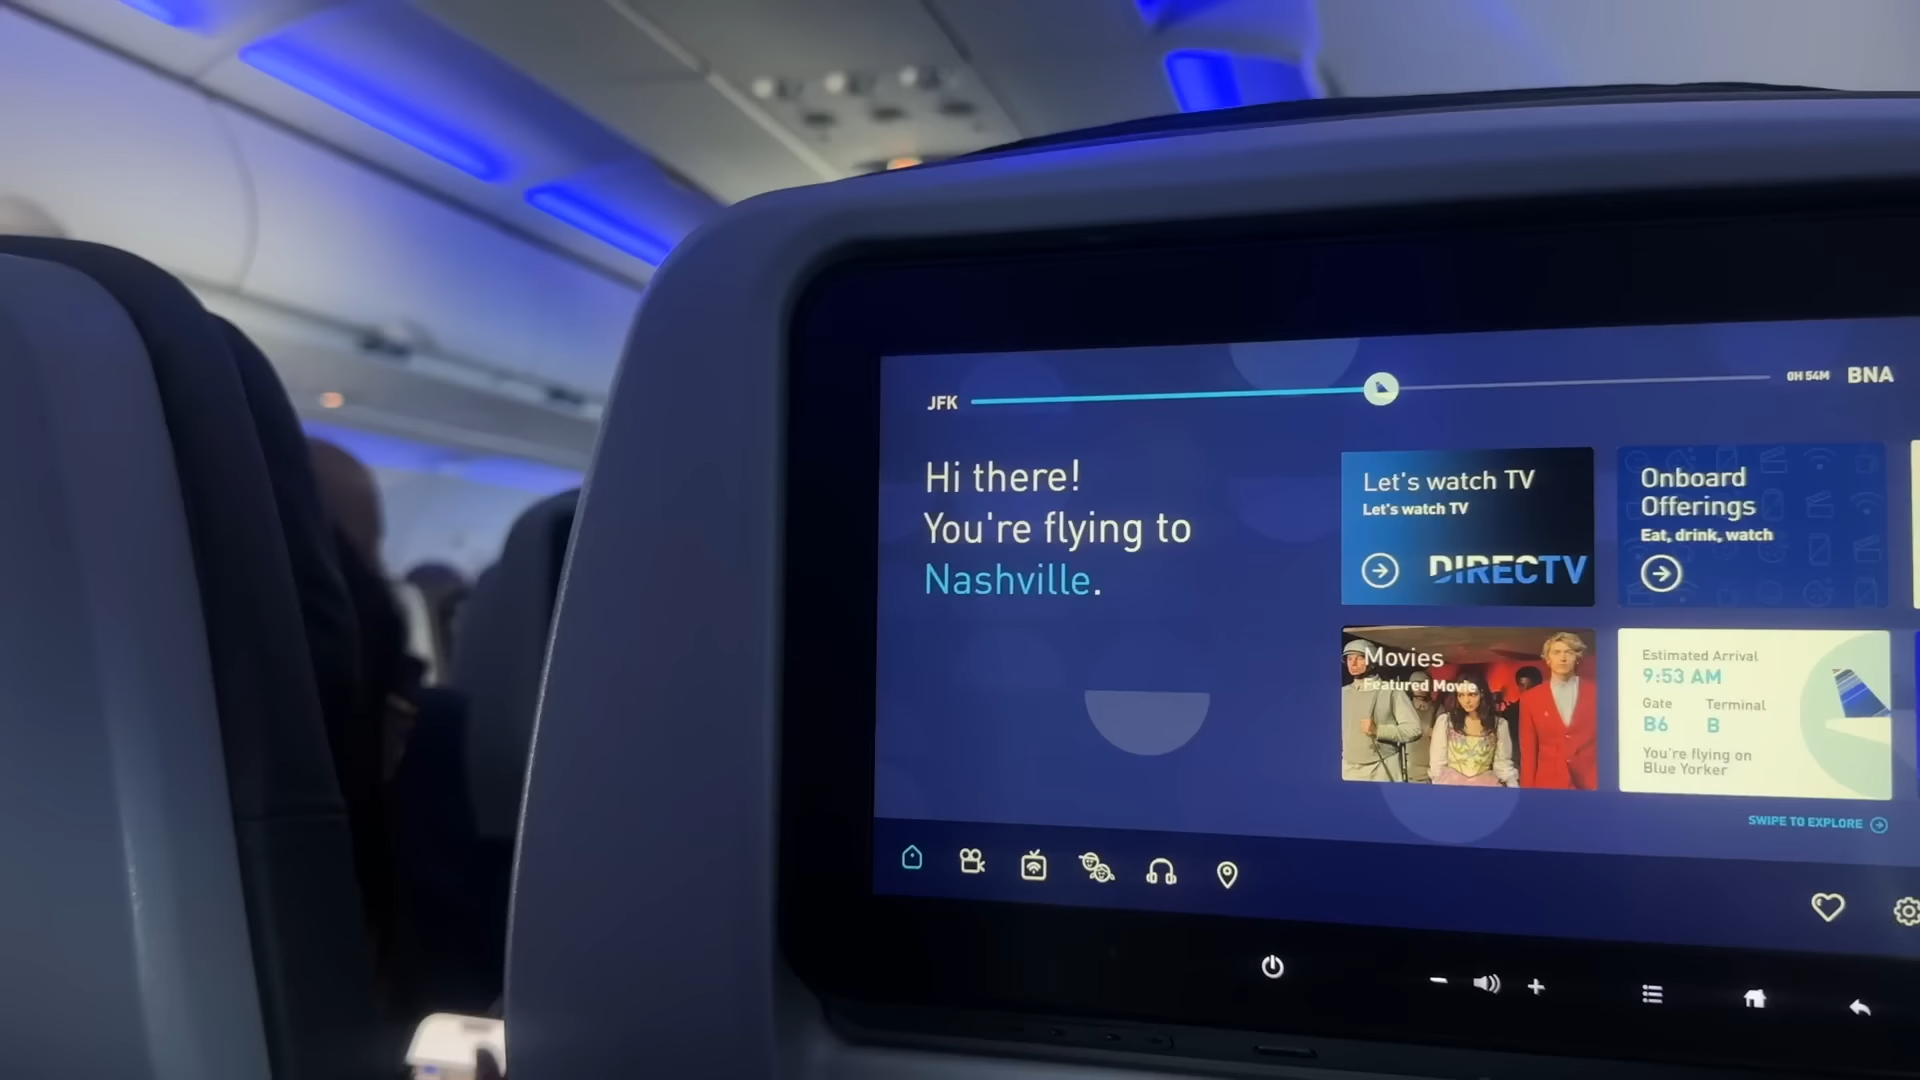 JFK
0H 54M BNA
Hi there!
You're flying to
Nashville.
Let's watch TV
Let's watch TV
DIRECTV
Onboard
Offerings
Eat, drink, watch
Movies
Featured Movie
Estimated Arrival
9:53 AM
Gate Terminal
B6 B
You're flying on
Blue Yorker
SWIPE TO EXPLORE